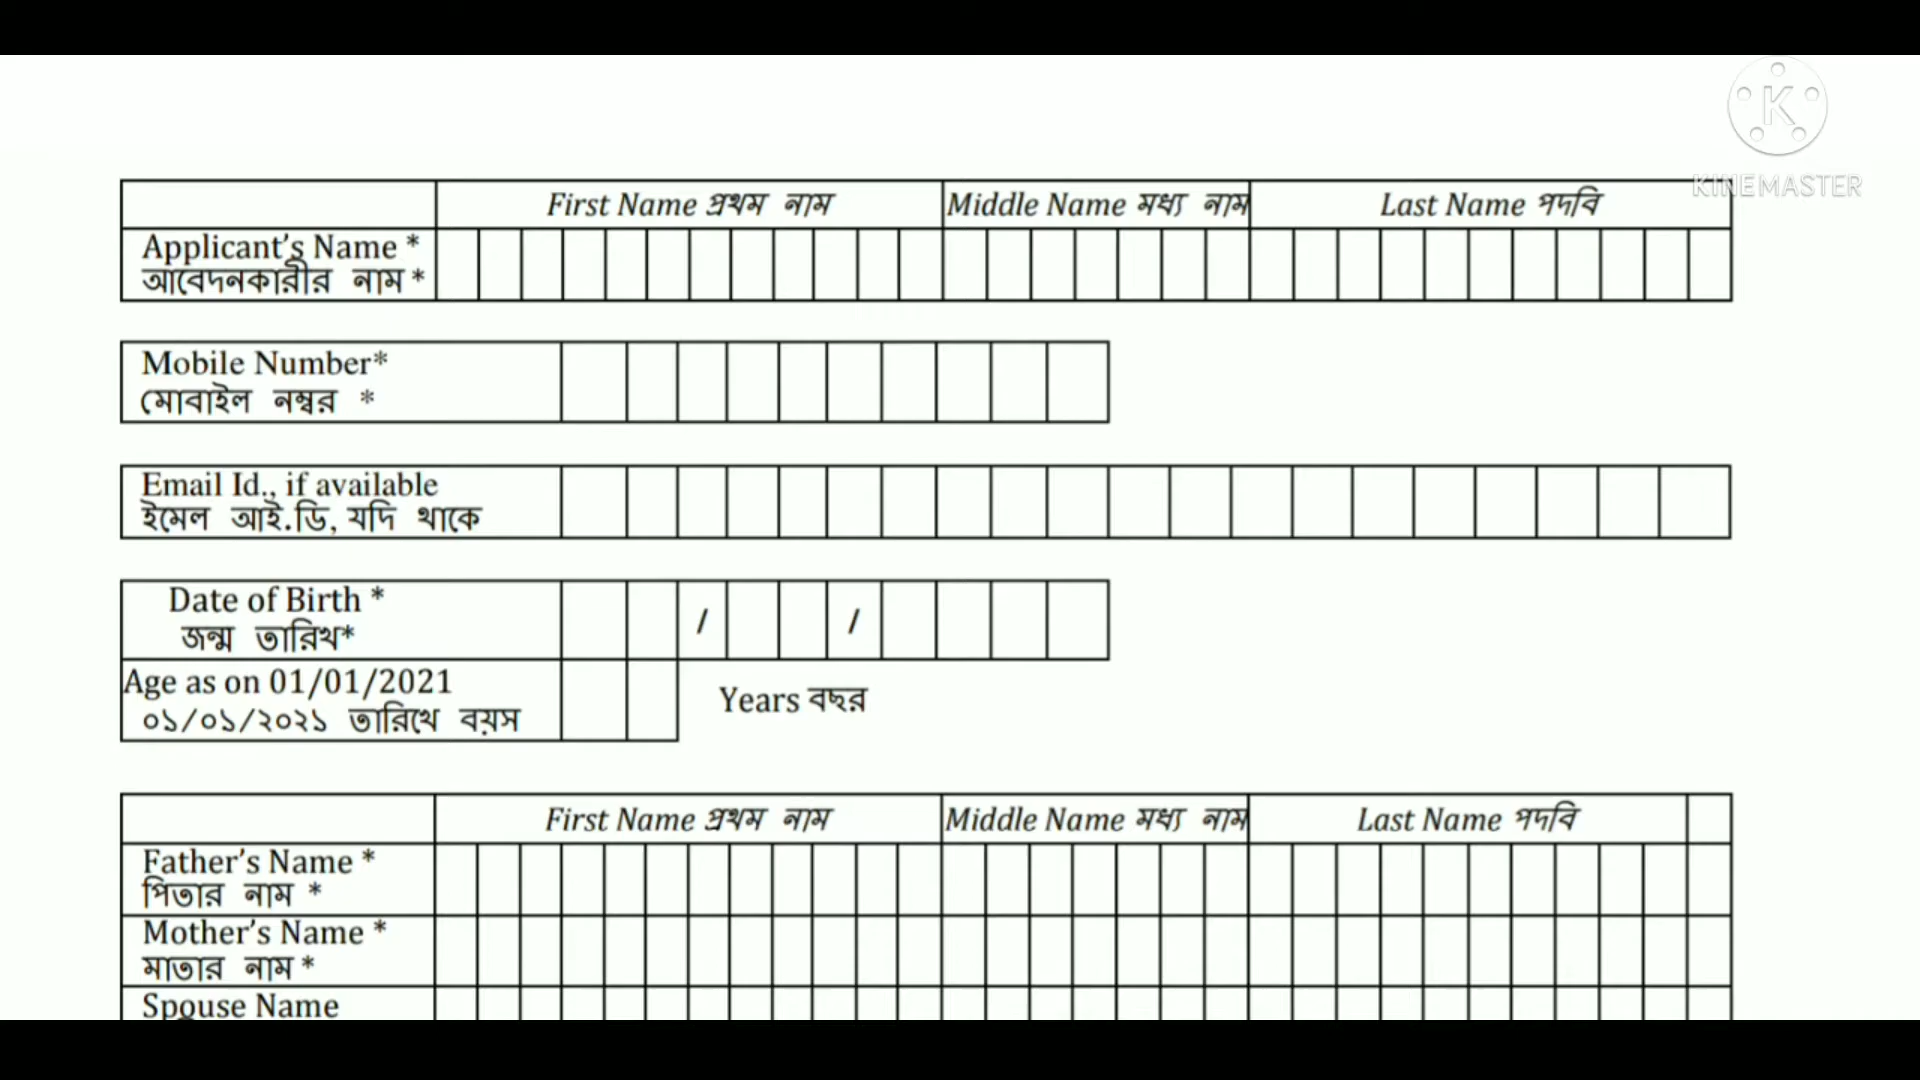 K
KINEMASTER
First Name প্রথম নাম Middle Name মধ্য নাম Last Name পদবি
Applicant's Name *
আবেদনকারীর নাম *
Mobile Number*
মোবাইল নম্বর *
Email Id., if available
ইমেল আই.ডি, যদি থাকে
Date of Birth *
জন্ম তারিখ*
/ /
Age as on 01/01/2021
০১/০১/২০২১ তারিখে বয়স
Years বছর
First Name প্রথম নাম Middle Name মধ্য নাম Last Name পদবি
Father's Name *
পিতার নাম *
Mother's Name *
মাতার নাম *
Spouse Name